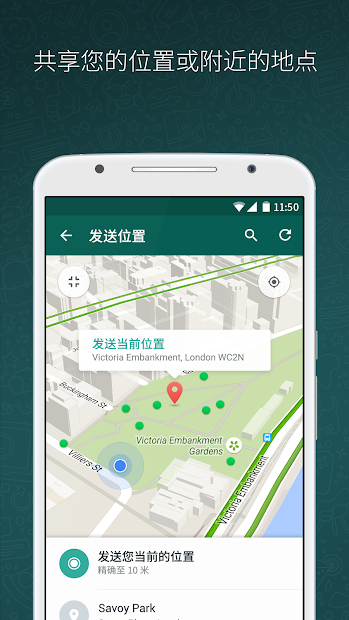 共享您的位置或附近的地点
11:50
发送位置
发送当前位置
Victoria Embankment, London WC2N
Buckingham St
Victoria Embankment
Gardens
Villiers St
Victoria Embankment
发送您当前的位置
精确至 10 米
Savoy Park